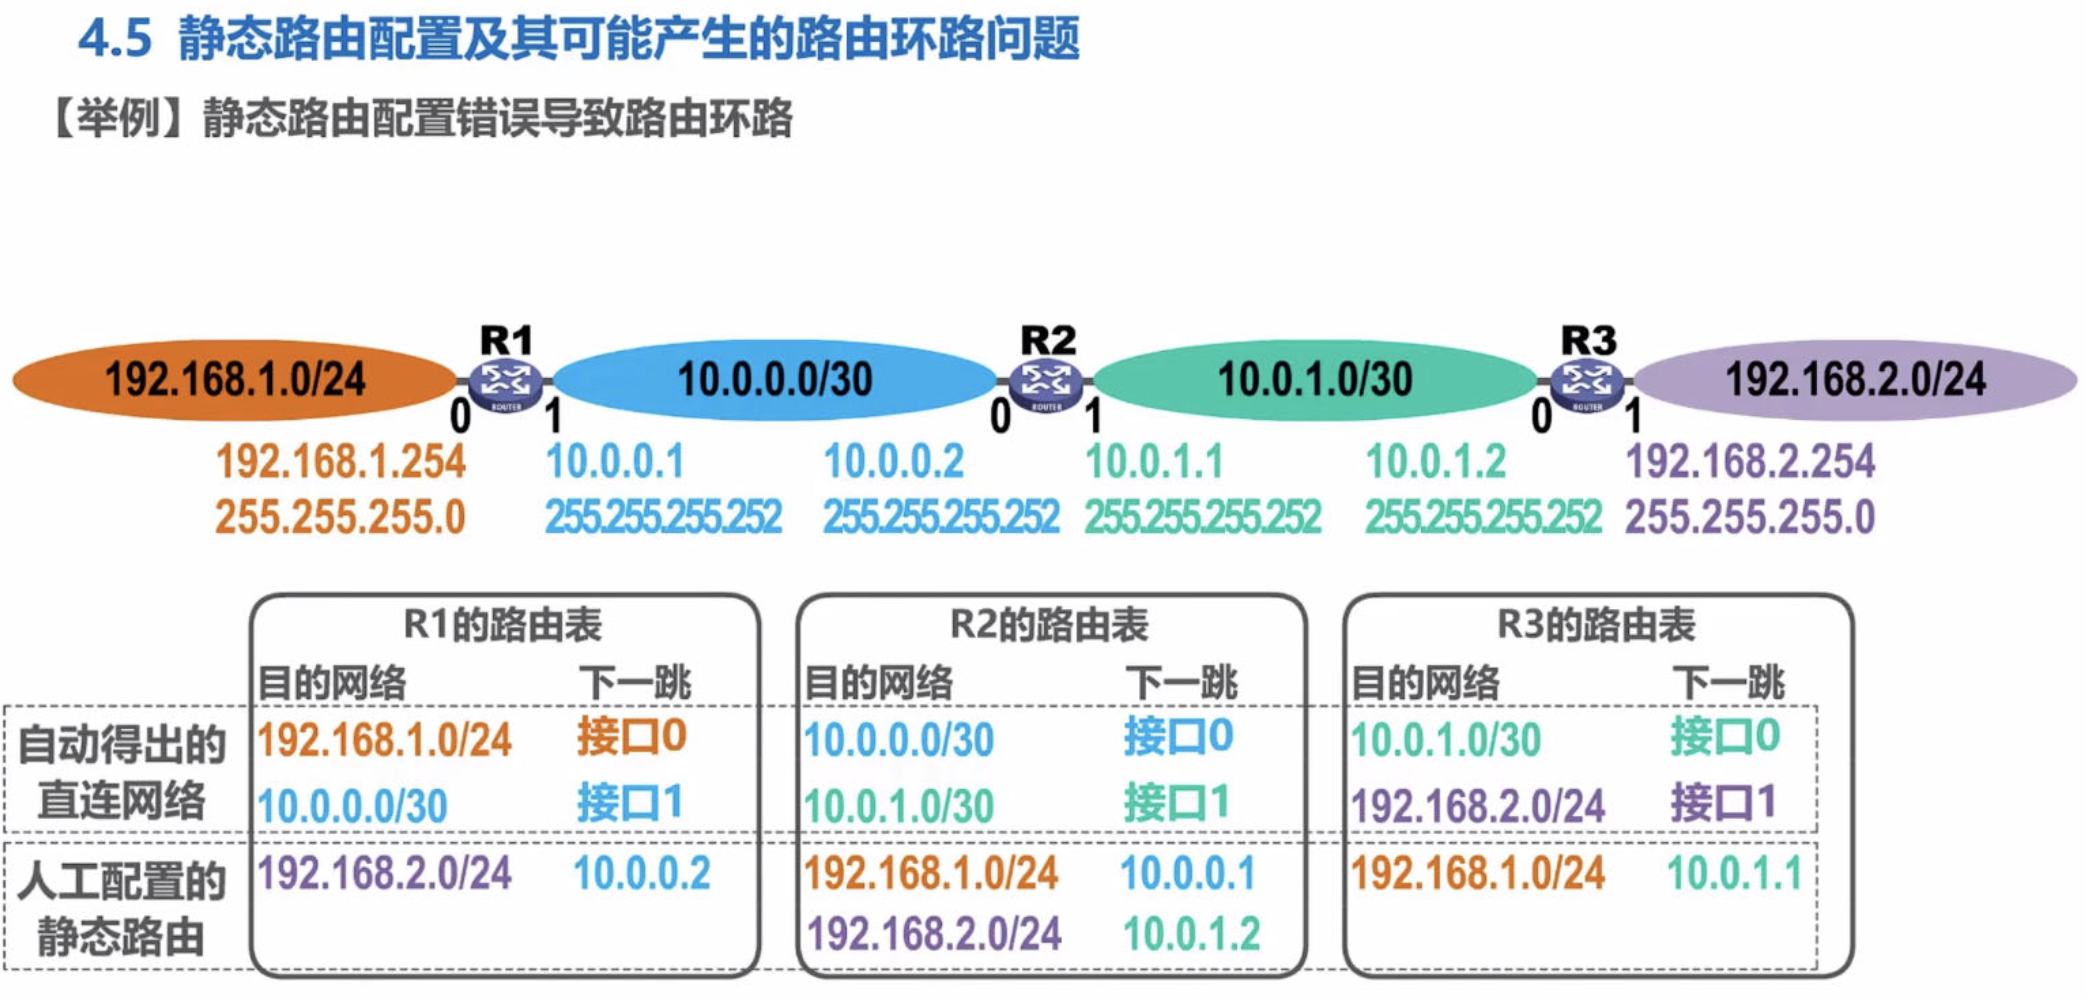 4.5 静态路由配置及其可能产生的路由环路问题
【举例】静态路由配置错误导致路由环路
R1 R2 R3
192.168.1.0/24 10.0.0.0/30 10.0.1.0/30 192.168.2.0/24
ROUTER ROUTER ROUTER
0 1 0 1 0 1
192.168.1.254 10.0.0.1 10.0.0.2 10.0.1.1 10.0.1.2 192.168.2.254
255.255.255.0 255.255.255.252 255.255.255.252 255.255.255.252 255.255.255.252 255.255.255.0
R1的路由表 R2的路由表 R3的路由表
目的网络 下一跳 目的网络 下一跳 目的网络 下一跳
自动得出的
直连网络
192.168.1.0/24 接口0 10.0.0.0/30 接口0 10.0.1.0/30 接口0
10.0.0.0/30 接口1 10.0.1.0/30 接口1 192.168.2.0/24 接口1
人工配置的
静态路由
192.168.2.0/24 10.0.0.2 192.168.1.0/24 10.0.0.1 192.168.1.0/24 10.0.1.1
192.168.2.0/24 10.0.1.2